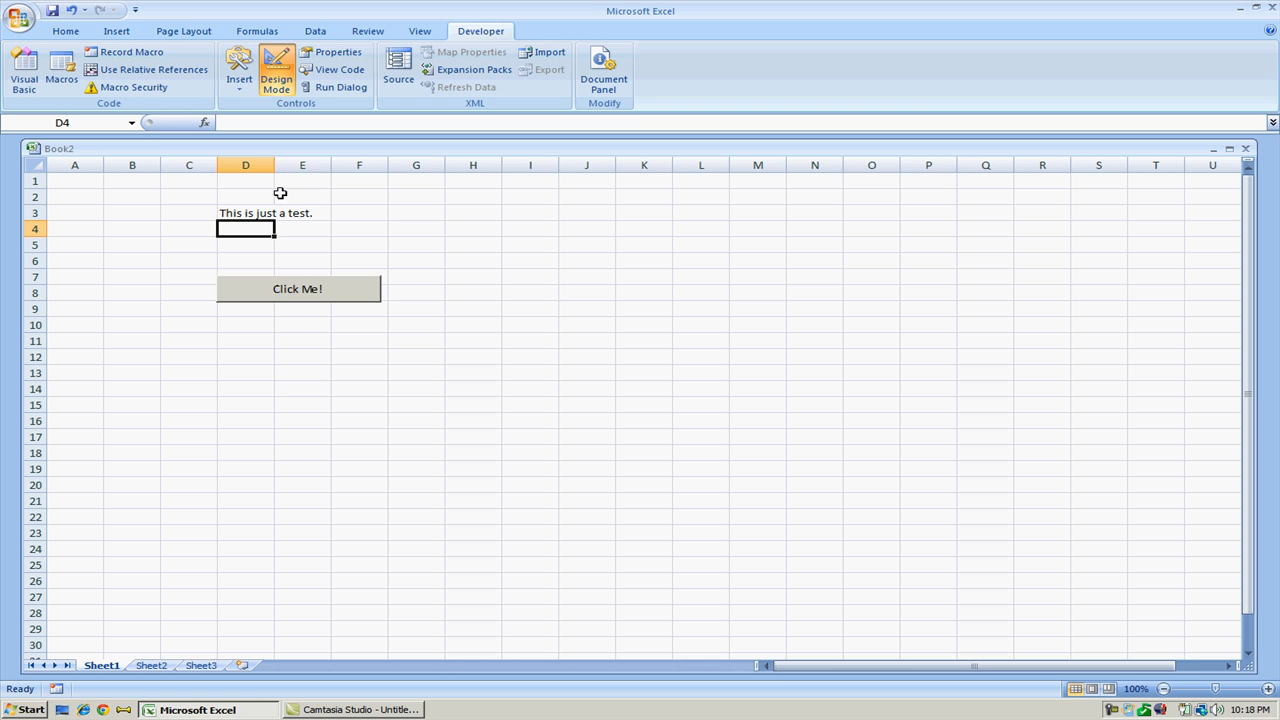 Microsoft Excel
Home Insert Page Layout Formulas Data Review View Developer
Visual Basic
Macros
Record Macro
Use Relative References
Macro Security
Code
Insert
Design Mode
Properties
View Code
Run Dialog
Controls
Source
Map Properties
Expansion Packs
Refresh Data
Import
Export
XML
Document Panel
Modify
D4
fx
Book2
A B C D E F G H I J K L M N O P Q R S T U
1
2
3 This is just a test.
4
5
6
7
Click Me!
8
9
10
11
12
13
14
15
16
17
18
19
20
21
22
23
24
25
26
27
28
29
30
Sheet1 Sheet2 Sheet3
Ready 100%
Start Microsoft Excel Camtasia Studio - Untitle... 10:18 PM